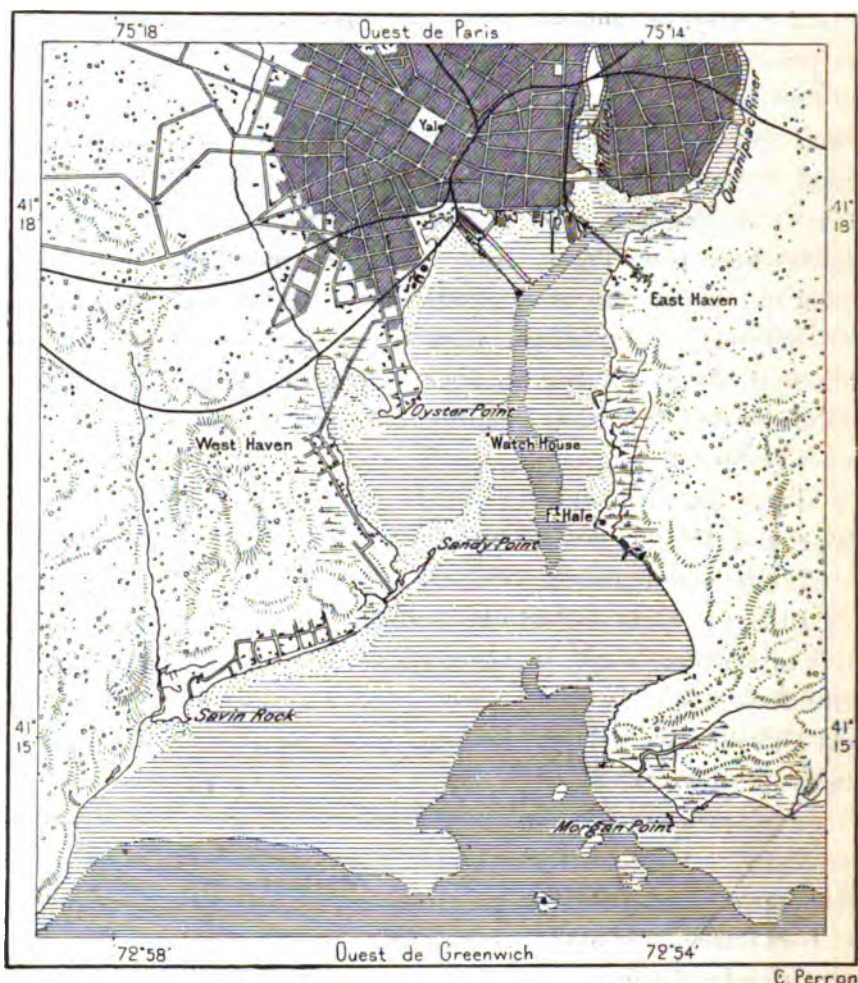 75°18' Ouest de Paris 75°14'
Yale
Mill River
Quinnipiac River
41°
18'
41°
18'
East Haven
Oyster Point
West Haven
Watch House
Ft Hale
Sandy Point
Savin Rock
41°
15'
41°
15'
Morgan Point
72°58' Ouest de Greenwich 72°54'
C. Perron